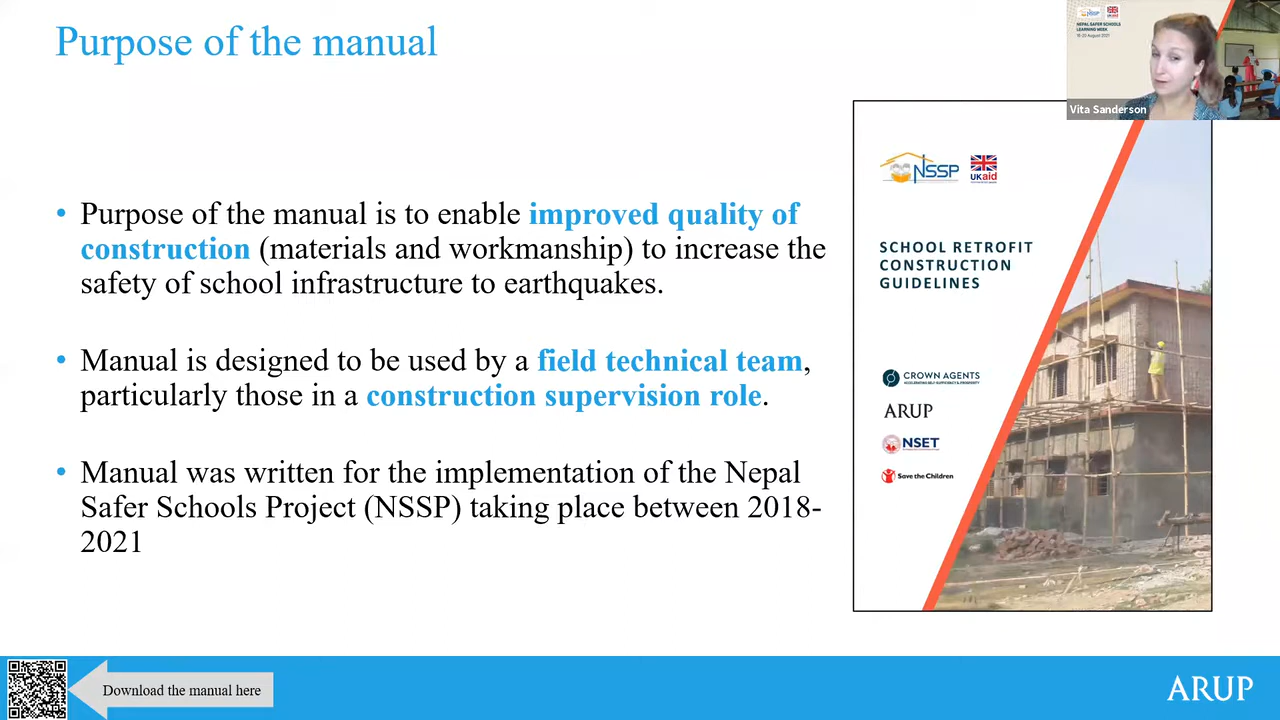 Purpose of the manual
NSSP
UKaid
NEPAL SAFER SCHOOLS
LEARNING WEEK
Vita Sanderson
• Purpose of the manual is to enable improved quality of
construction (materials and workmanship) to increase the
safety of school infrastructure to earthquakes.
• Manual is designed to be used by a field technical team,
particularly those in a construction supervision role.
• Manual was written for the implementation of the Nepal
Safer Schools Project (NSSP) taking place between 2018-
2021
NSSP
UKaid
SCHOOL RETROFIT
CONSTRUCTION
GUIDELINES
CROWN AGENTS
ACCELERATING SELF-SUFFICIENCY & PROSPERITY
ARUP
NSET
Save the Children
Download the manual here
ARUP